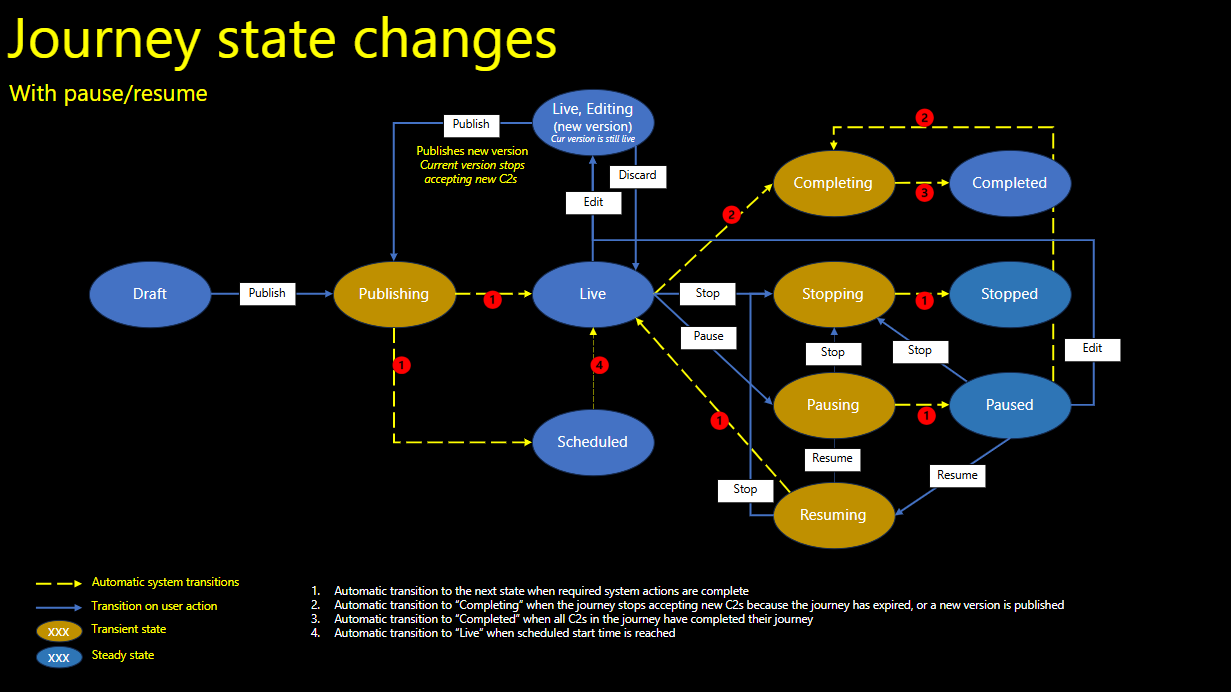 Journey state changes
With pause/resume
Live, Editing
(new version)
Cur version is still live
Publish
Publishes new version
Current version stops
accepting new C2s
Discard
Edit
2
Completing
3
Completed
2
Draft
Publish
Publishing
1
Live
Stop
Stopping
1
Stopped
Pause
Stop
Stop
Edit
1
4
Pausing
1
Paused
1
Scheduled
Resume
Resume
Stop
Resuming
Automatic system transitions
Transition on user action
XXX Transient state
XXX Steady state
1. Automatic transition to the next state when required system actions are complete
2. Automatic transition to "Completing" when the journey stops accepting new C2s because the journey has expired, or a new version is published
3. Automatic transition to "Completed" when all C2s in the journey have completed their journey
4. Automatic transition to "Live" when scheduled start time is reached